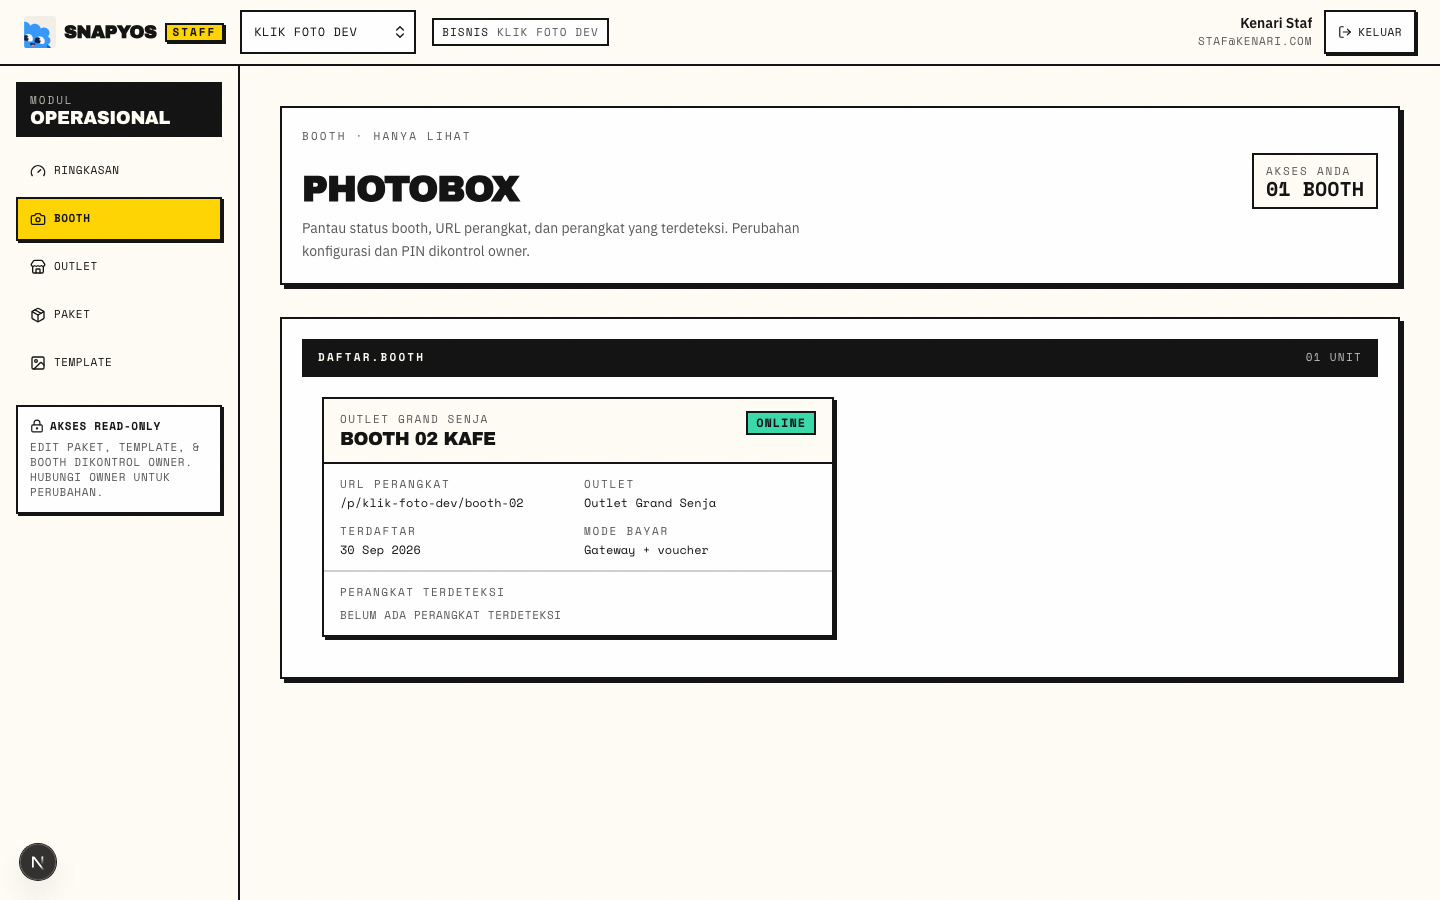 SNAPYOS
STAFF
KLIK FOTO DEV
BISNIS KLIK FOTO DEV
Kenari Staf
STAF@KENARI.COM
KELUAR
MODUL
OPERASIONAL
RINGKASAN
BOOTH
OUTLET
PAKET
TEMPLATE
AKSES READ-ONLY
EDIT PAKET, TEMPLATE, &
BOOTH DIKONTROL OWNER.
HUBUNGI OWNER UNTUK
PERUBAHAN.
N
BOOTH · HANYA LIHAT
PHOTOBOX
Pantau status booth, URL perangkat, dan perangkat yang terdeteksi. Perubahan
konfigurasi dan PIN dikontrol owner.
AKSES ANDA
01 BOOTH
DAFTAR.BOOTH
01 UNIT
OUTLET GRAND SENJA
BOOTH 02 KAFE
ONLINE
URL PERANGKAT
/p/klik-foto-dev/booth-02
OUTLET
Outlet Grand Senja
TERDAFTAR
30 Sep 2026
MODE BAYAR
Gateway + voucher
PERANGKAT TERDETEKSI
BELUM ADA PERANGKAT TERDETEKSI